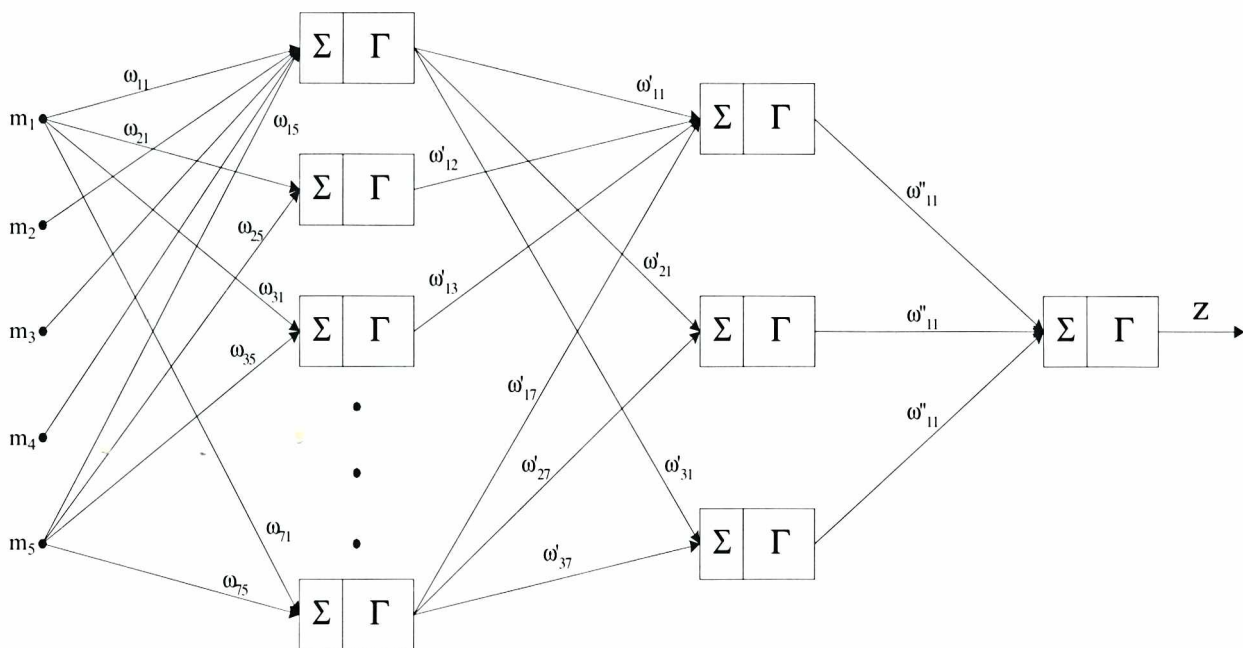 Σ Γ
ω₁₁
m₁
ω₂₁
ω₁₅
Σ Γ
m₂
ω₂₅
ω₃₁
m₃
Σ Γ
ω₃₅
m₄
m₅
ω₇₁
ω₇₅
Σ Γ
ω'₁₁
Σ Γ
ω'₁₂
ω'₁₃
ω'₂₁
Σ Γ
ω'₁₇
ω'₂₇
ω'₃₁
Σ Γ
ω'₃₇
ω"₁₁
ω"₁₁
ω"₁₁
Σ Γ
z